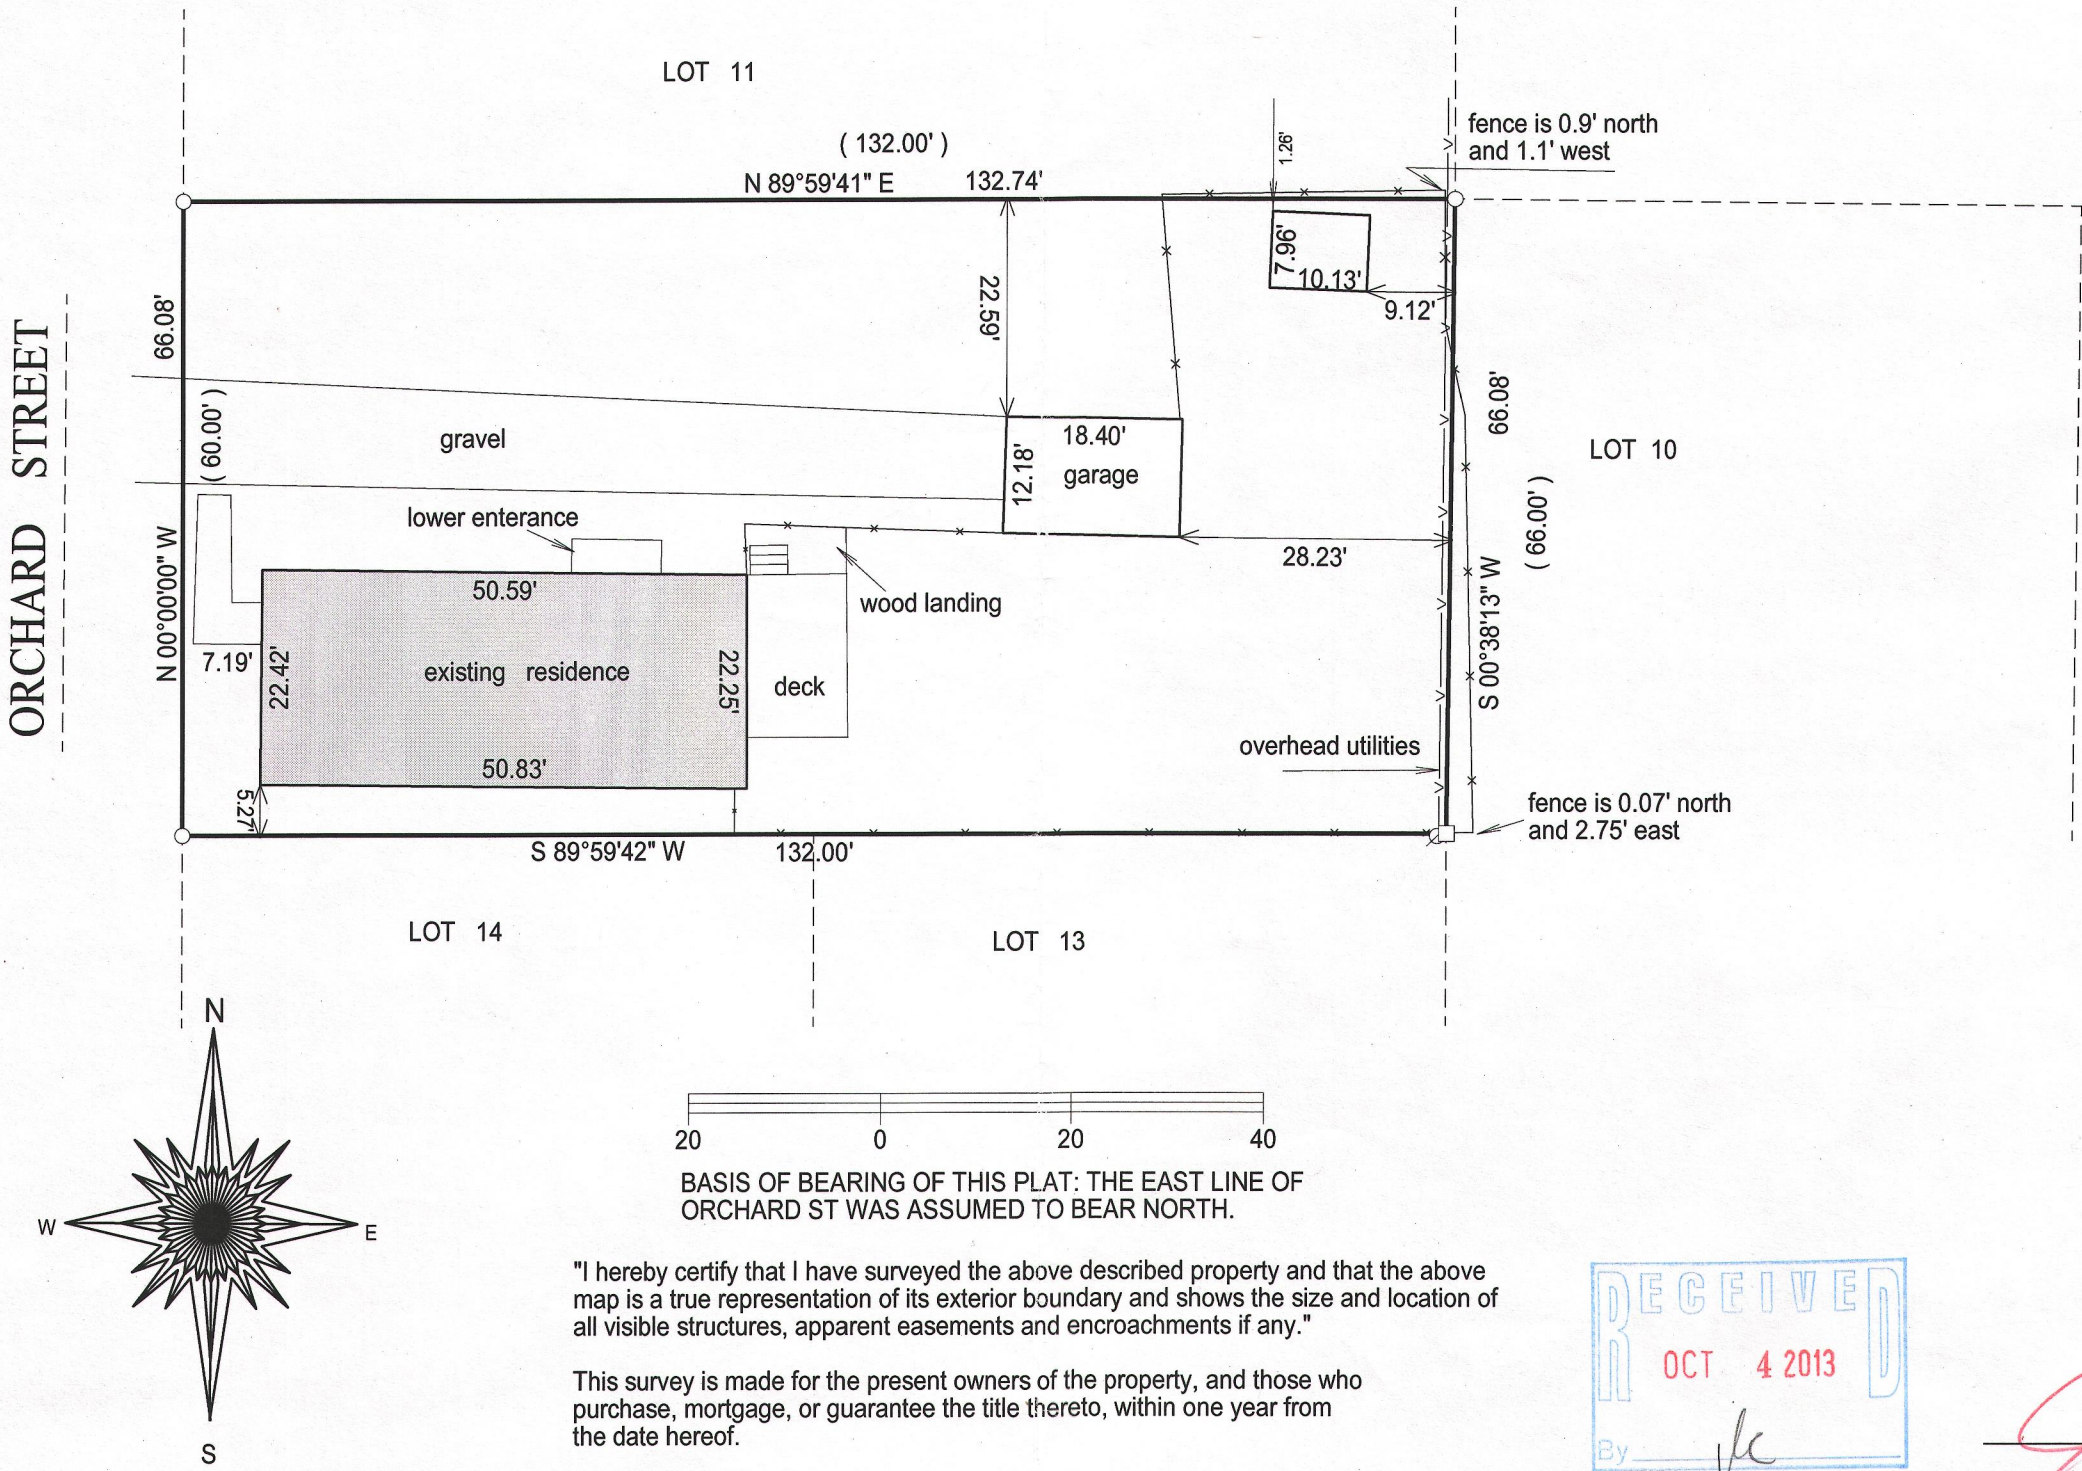 LOT 11
( 132.00' )
N 89°59'41" E 132.74'
1.26'
fence is 0.9' north
and 1.1' west
ORCHARD STREET
66.08'
( 60.00' )
N 00°00'00" W
22.59'
7.96'
10.13'
9.12'
gravel
18.40'
garage
12.18'
66.08'
( 66.00' )
S 00°38'13" W
LOT 10
lower enterance
28.23'
wood landing
50.59'
7.19'
22.42'
existing residence
22.25'
deck
50.83'
5.27'
overhead utilities
fence is 0.07' north
and 2.75' east
S 89°59'42" W 132.00'
LOT 14
LOT 13
N
W
E
S
20 0 20 40
BASIS OF BEARING OF THIS PLAT: THE EAST LINE OF
ORCHARD ST WAS ASSUMED TO BEAR NORTH.
"I hereby certify that I have surveyed the above described property and that the above
map is a true representation of its exterior boundary and shows the size and location of
all visible structures, apparent easements and encroachments if any."
This survey is made for the present owners of the property, and those who
purchase, mortgage, or guarantee the title thereto, within one year from
the date hereof.
RECEIVED
OCT 4 2013
By